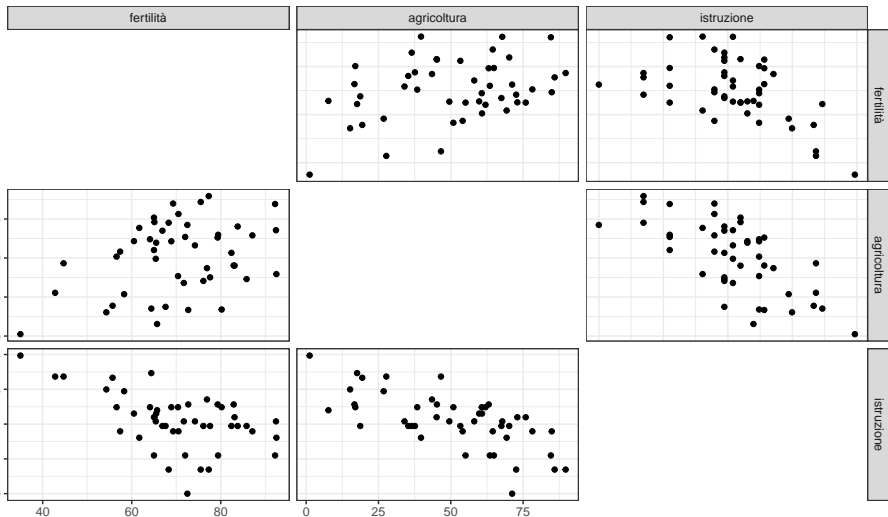 fertilità agricoltura istruzione
fertilità
agricoltura
istruzione
40 60 80 0 25 50 75